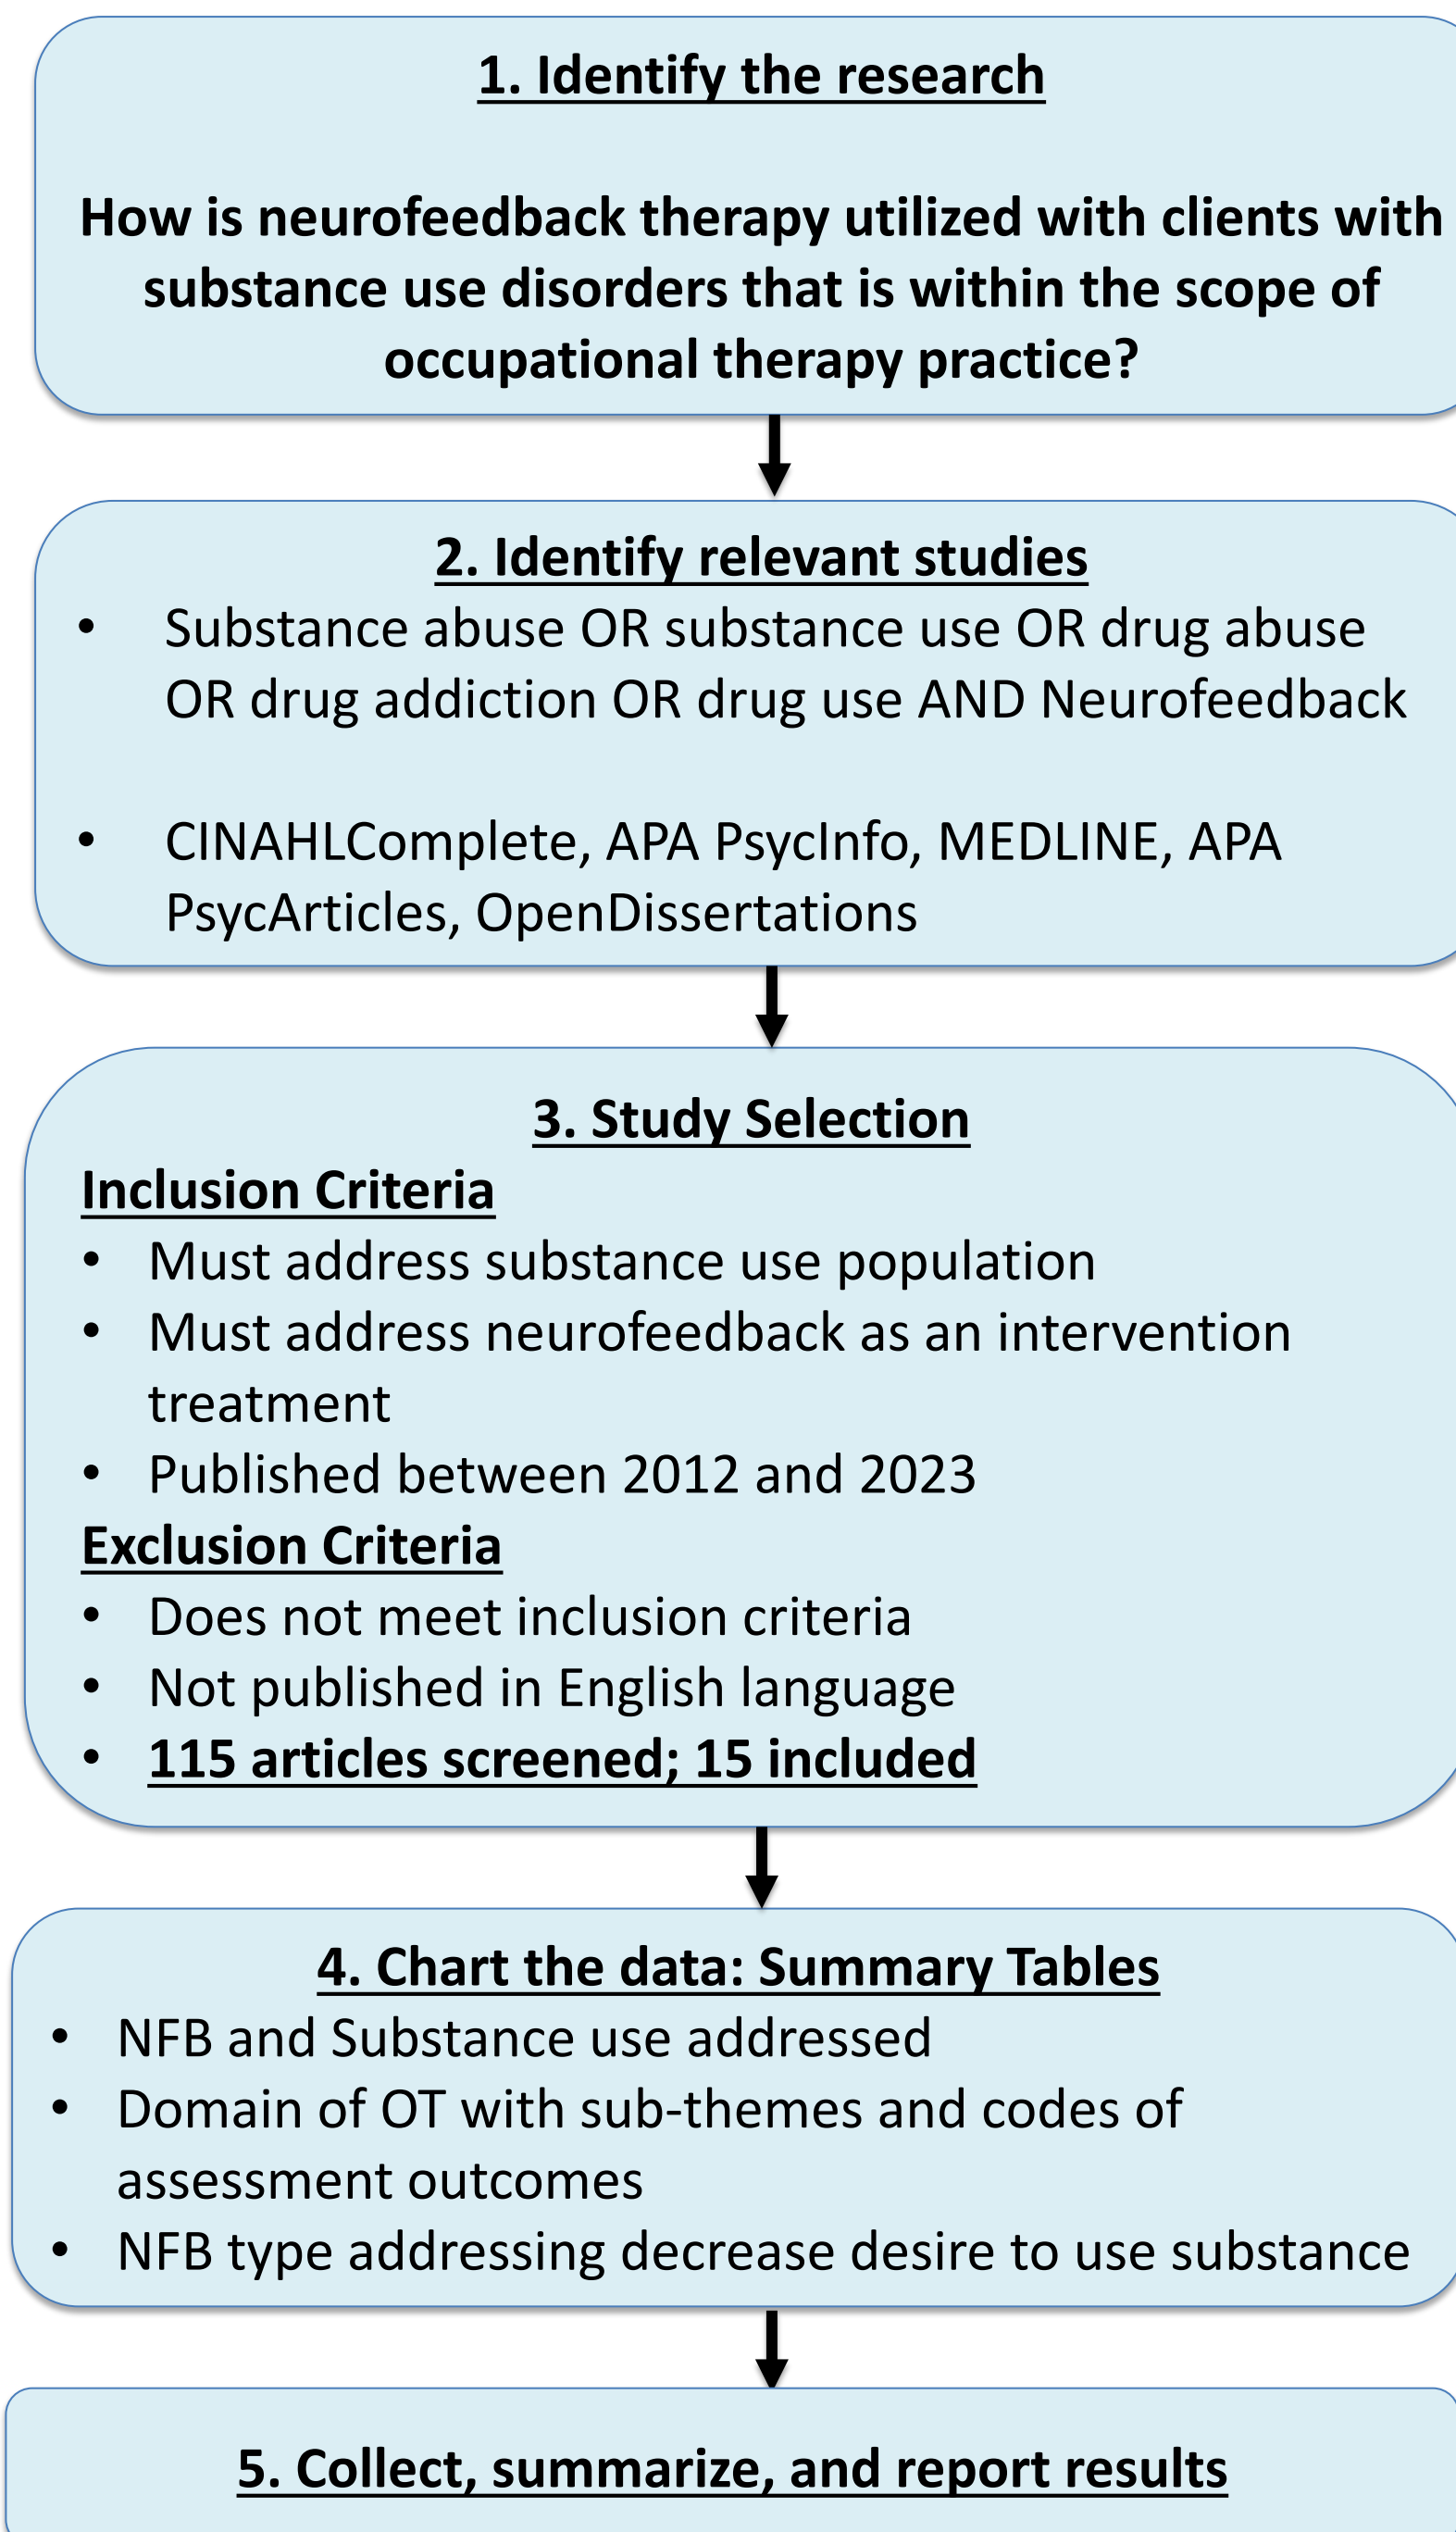 1. Identify the research
How is neurofeedback therapy utilized with clients with
substance use disorders that is within the scope of
occupational therapy practice?
2. Identify relevant studies
• Substance abuse OR substance use OR drug abuse
OR drug addiction OR drug use AND Neurofeedback
• CINAHLComplete, APA PsycInfo, MEDLINE, APA
PsycArticles, OpenDissertations
3. Study Selection
Inclusion Criteria
• Must address substance use population
• Must address neurofeedback as an intervention
treatment
• Published between 2012 and 2023
Exclusion Criteria
• Does not meet inclusion criteria
• Not published in English language
• 115 articles screened; 15 included
4. Chart the data: Summary Tables
• NFB and Substance use addressed
• Domain of OT with sub-themes and codes of
assessment outcomes
• NFB type addressing decrease desire to use substance
5. Collect, summarize, and report results